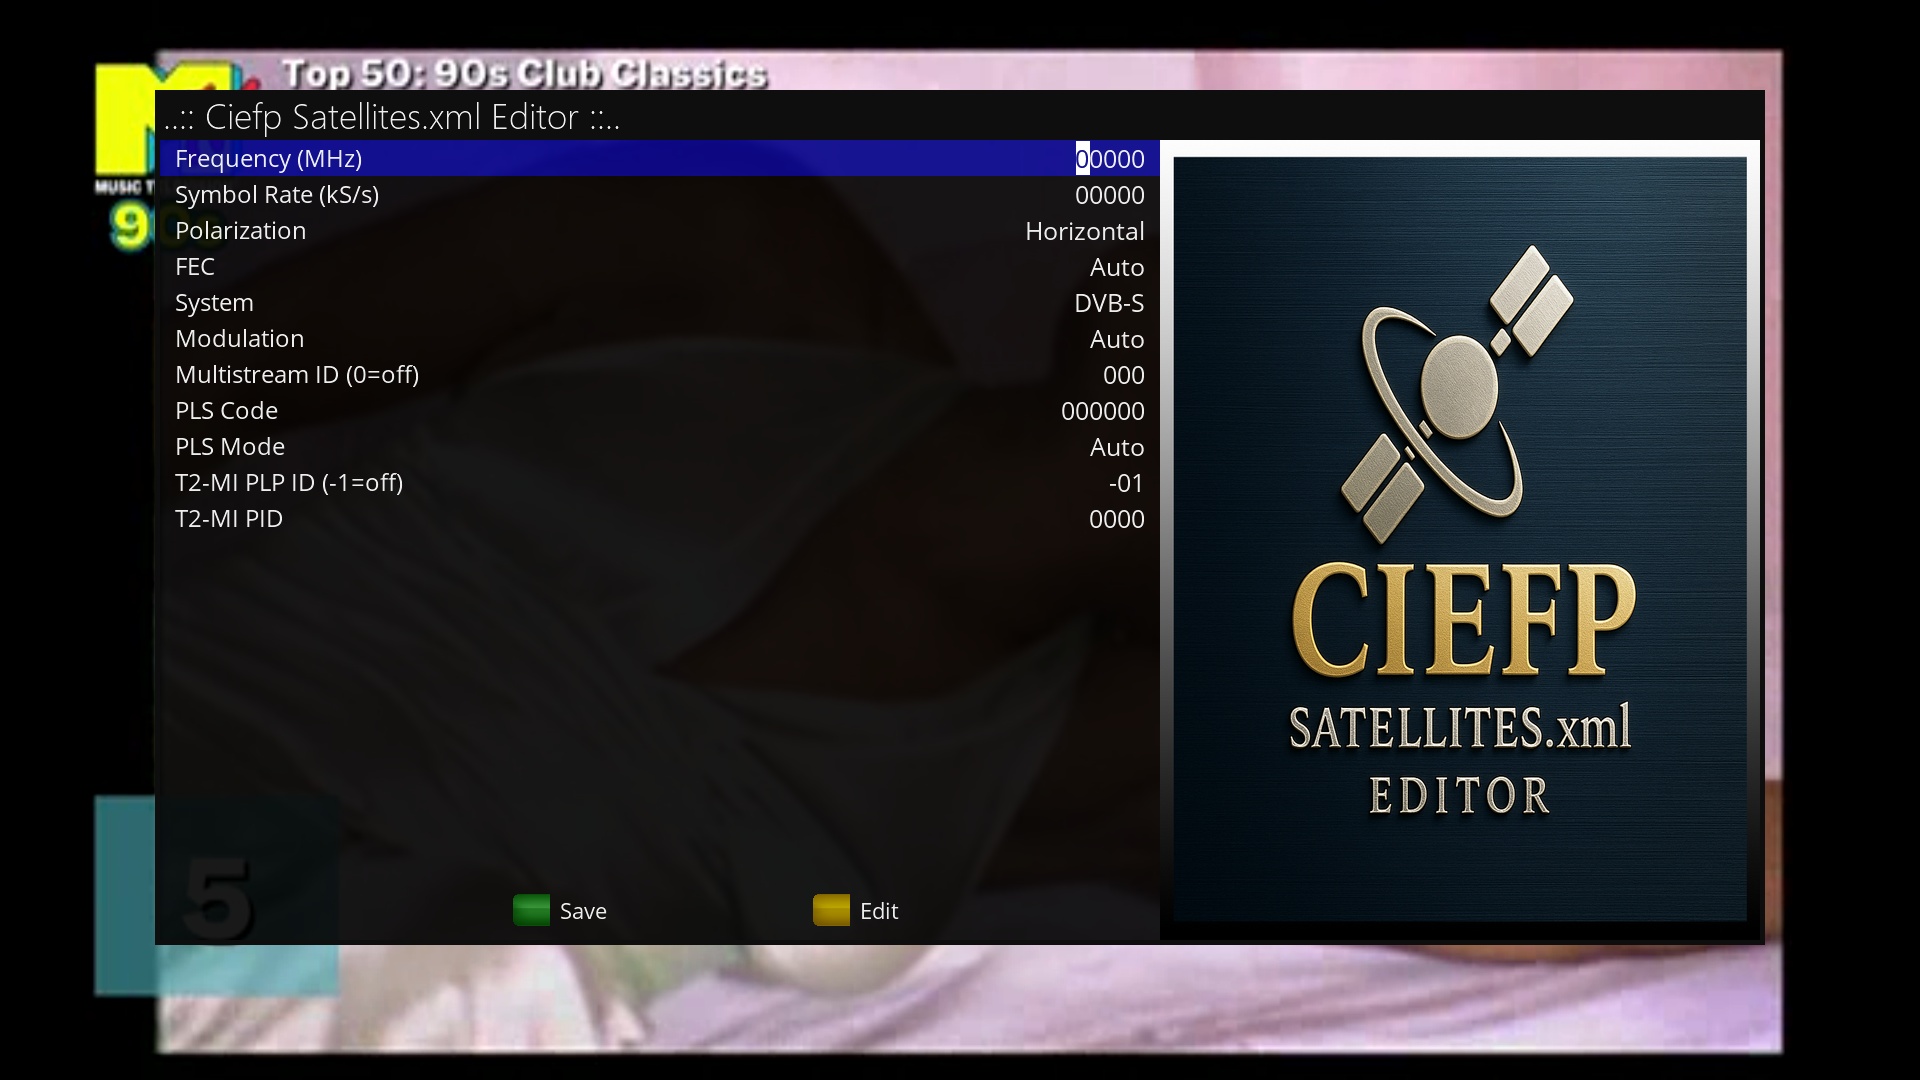 Top 50: 90s Club Classics
..:: Ciefp Satellites.xml Editor ::..
MUSIC T
Frequency (MHz) 00000
Symbol Rate (kS/s) 00000
Polarization Horizontal
FEC Auto
System DVB-S
Modulation Auto
Multistream ID (0=off) 000
PLS Code 000000
PLS Mode Auto
T2-MI PLP ID (-1=off) -01
T2-MI PID 0000
90s
CIEFP
SATELLITES.xml
EDITOR
5
Save
Edit